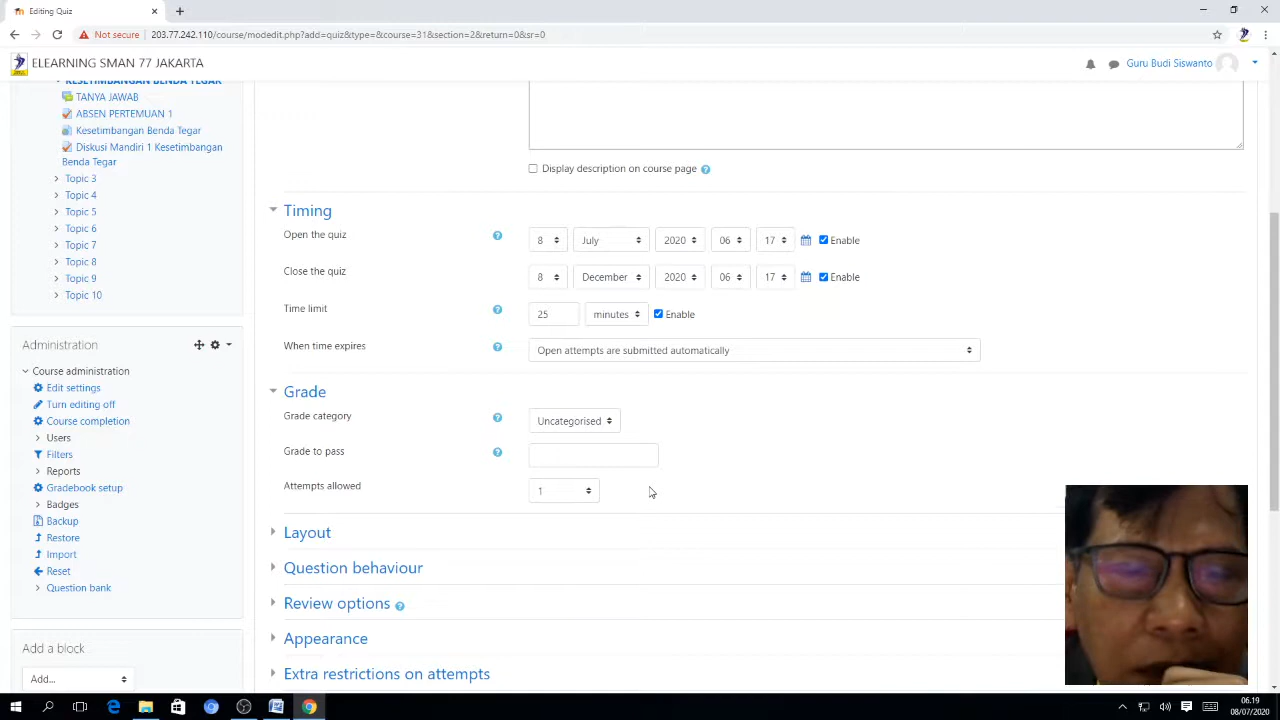 Editing Quiz
Not secure
203.77.242.110/course/modedit.php?add=quiz&type=&course=31&section=2&return=0&sr=0
ELEARNING SMAN 77 JAKARTA
Guru Budi Siswanto
KESETIMBANGAN BENDA TEGAR
TANYA JAWAB
ABSEN PERTEMUAN 1
Kesetimbangan Benda Tegar
Diskusi Mandiri 1 Kesetimbangan
Benda Tegar
Topic 3
Topic 4
Topic 5
Topic 6
Topic 7
Topic 8
Topic 9
Topic 10
Administration
Course administration
Edit settings
Turn editing off
Course completion
Users
Filters
Reports
Gradebook setup
Badges
Backup
Restore
Import
Reset
Question bank
Add a block
Add...
Display description on course page
Timing
Open the quiz 8 July 2020 06 17 Enable
Close the quiz 8 December 2020 06 17 Enable
Time limit 25 minutes Enable
When time expires Open attempts are submitted automatically
Grade
Grade category Uncategorised
Grade to pass
Attempts allowed 1
Layout
Question behaviour
Review options
Appearance
Extra restrictions on attempts
06.19
08/07/2020